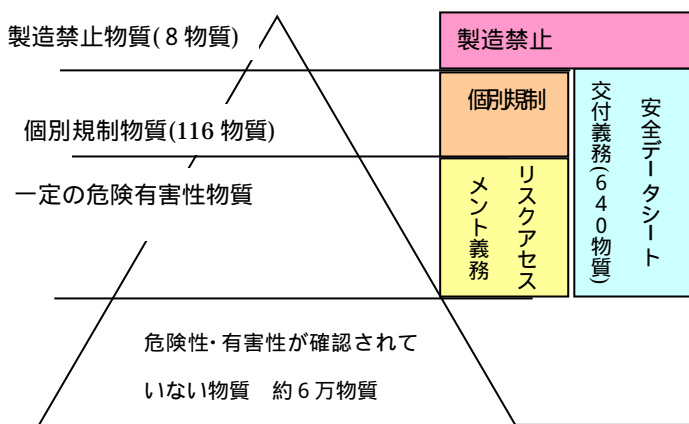 製造禁止物質(8物質)
製造禁止
個別規制
個別規制物質(116物質)
一定の危険有害性物質
リスクアセス
メント義務
安全データシート
交付義務(640物質)
危険性・有害性が確認されて
いない物質　約6万物質